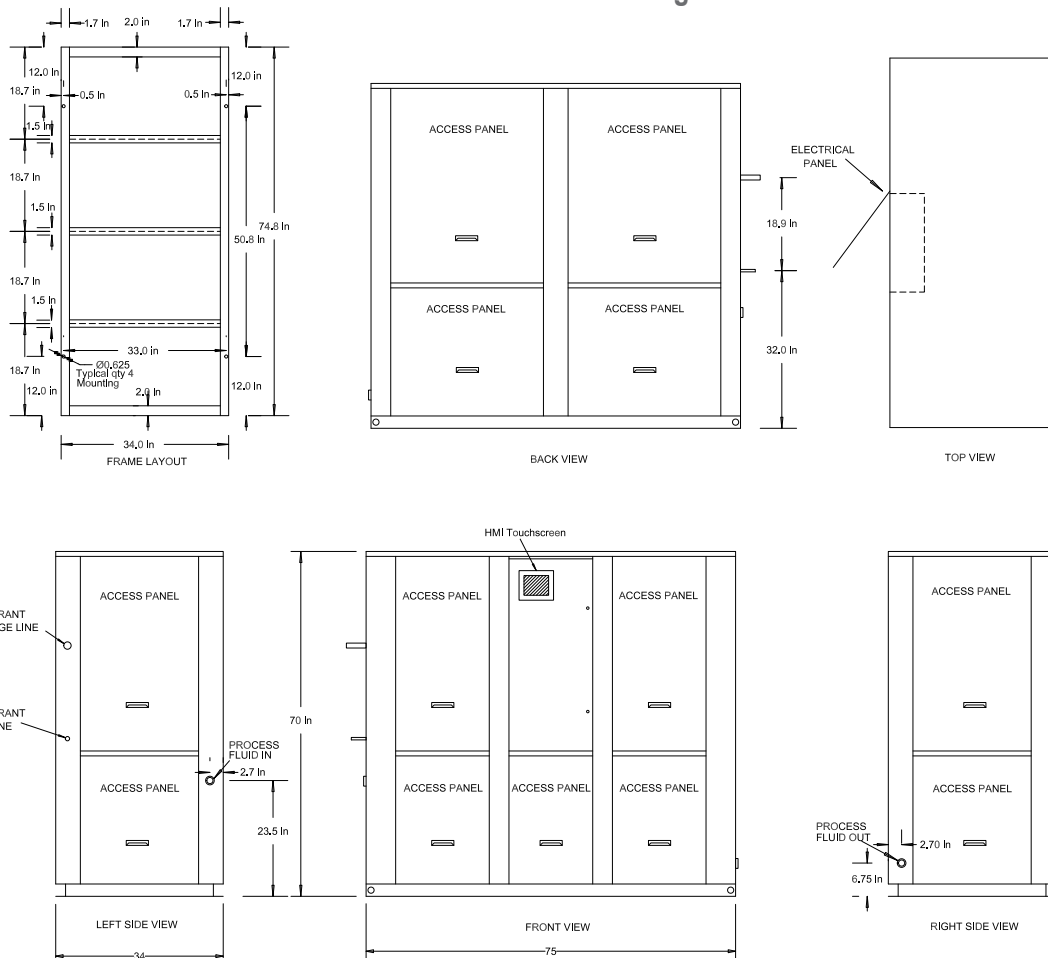 1.7 In
2.0 In
1.7 In
12.0 In
12.0 In
18.7 In
0.5 In
0.5 In
1.5 In
18.7 In
1.5 In
74.8 In
50.8 In
18.7 In
1.5 In
33.0 In
Ø0.625
Typical qty 4
Mounting
18.7 In
12.0 In
2.0 In
12.0 In
34.0 In
FRAME LAYOUT
ACCESS PANEL
ACCESS PANEL
ACCESS PANEL
ACCESS PANEL
18.9 In
32.0 In
BACK VIEW
ELECTRICAL
PANEL
TOP VIEW
ACCESS PANEL
RANT
GE LINE
RANT
NE
PROCESS
FLUID IN
2.7 In
ACCESS PANEL
23.5 In
LEFT SIDE VIEW
34
HMI Touchscreen
70 In
ACCESS PANEL
ACCESS PANEL
ACCESS PANEL
ACCESS PANEL
ACCESS PANEL
FRONT VIEW
75
ACCESS PANEL
ACCESS PANEL
PROCESS
FLUID OUT
2.70 In
6.75 In
RIGHT SIDE VIEW